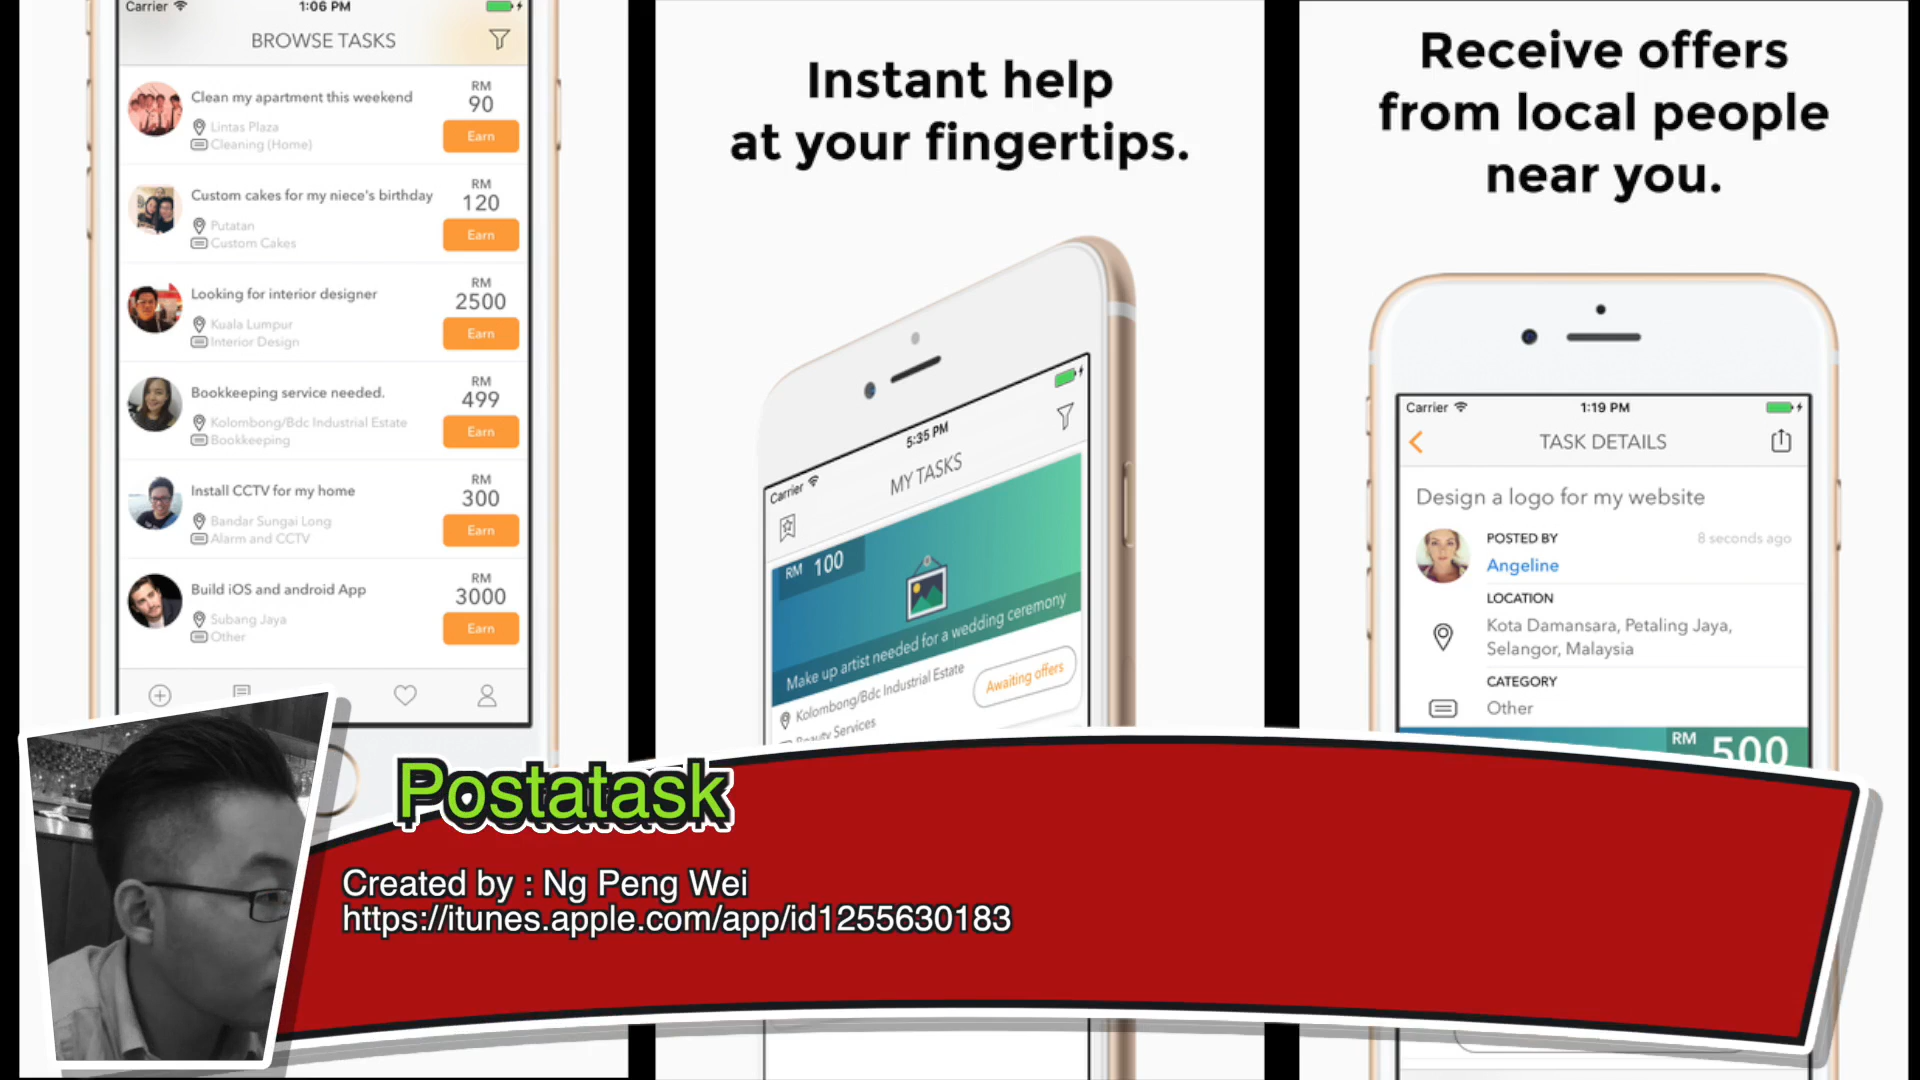 Carrier 1:06 PM
BROWSE TASKS
Clean my apartment this weekend
RM
90
Lintas Plaza
Cleaning (Home)
Earn
Custom cakes for my niece's birthday
RM
120
Putatan
Custom Cakes
Earn
Looking for interior designer
RM
2500
Kuala Lumpur
Interior Design
Earn
Bookkeeping service needed.
RM
499
Kolombong/Bdc Industrial Estate
Bookkeeping
Earn
Install CCTV for my home
RM
300
Bandar Sungai Long
Alarm and CCTV
Earn
Build iOS and android App
RM
3000
Subang Jaya
Other
Earn
Instant help
at your fingertips.
Carrier 5:35 PM
MY TASKS
RM 100
Make up artist needed for a wedding ceremony
Kolombong/Bdc Industrial Estate
Awaiting offers
Beauty Services
Receive offers
from local people
near you.
Carrier 1:19 PM
TASK DETAILS
Design a logo for my website
POSTED BY
8 seconds ago
Angeline
LOCATION
Kota Damansara, Petaling Jaya,
Selangor, Malaysia
CATEGORY
Other
RM 500
Postatask
Created by : Ng Peng Wei
https://itunes.apple.com/app/id1255630183